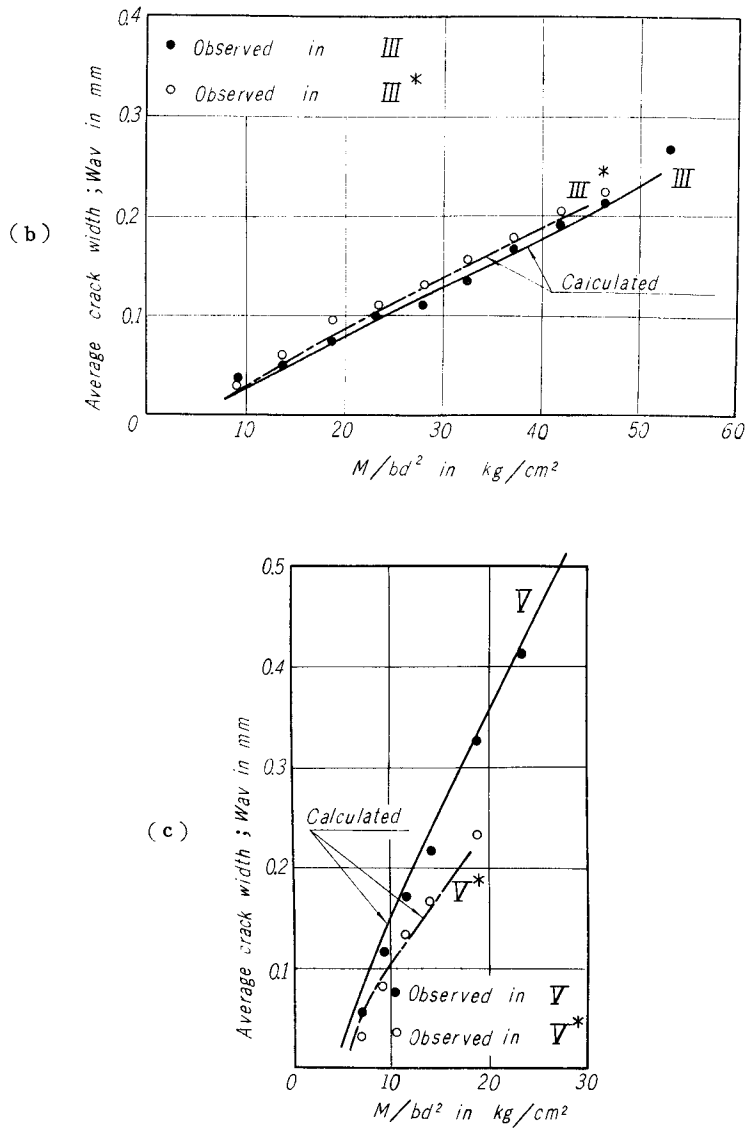 (b)
0.4
0.3
0.2
0.1
0
Average crack width ; Wav in mm
● Observed in III
○ Observed in III*
III*
III
Caiculated
10 20 30 40 50 60
M/bd² in kg/cm²
(c)
0.5
0.4
0.3
0.2
0.1
Average crack width ; Wav in mm
V
Calculated
V*
● Observed in V
○ Observed in V*
0 10 20 30
M/bd² in kg/cm²